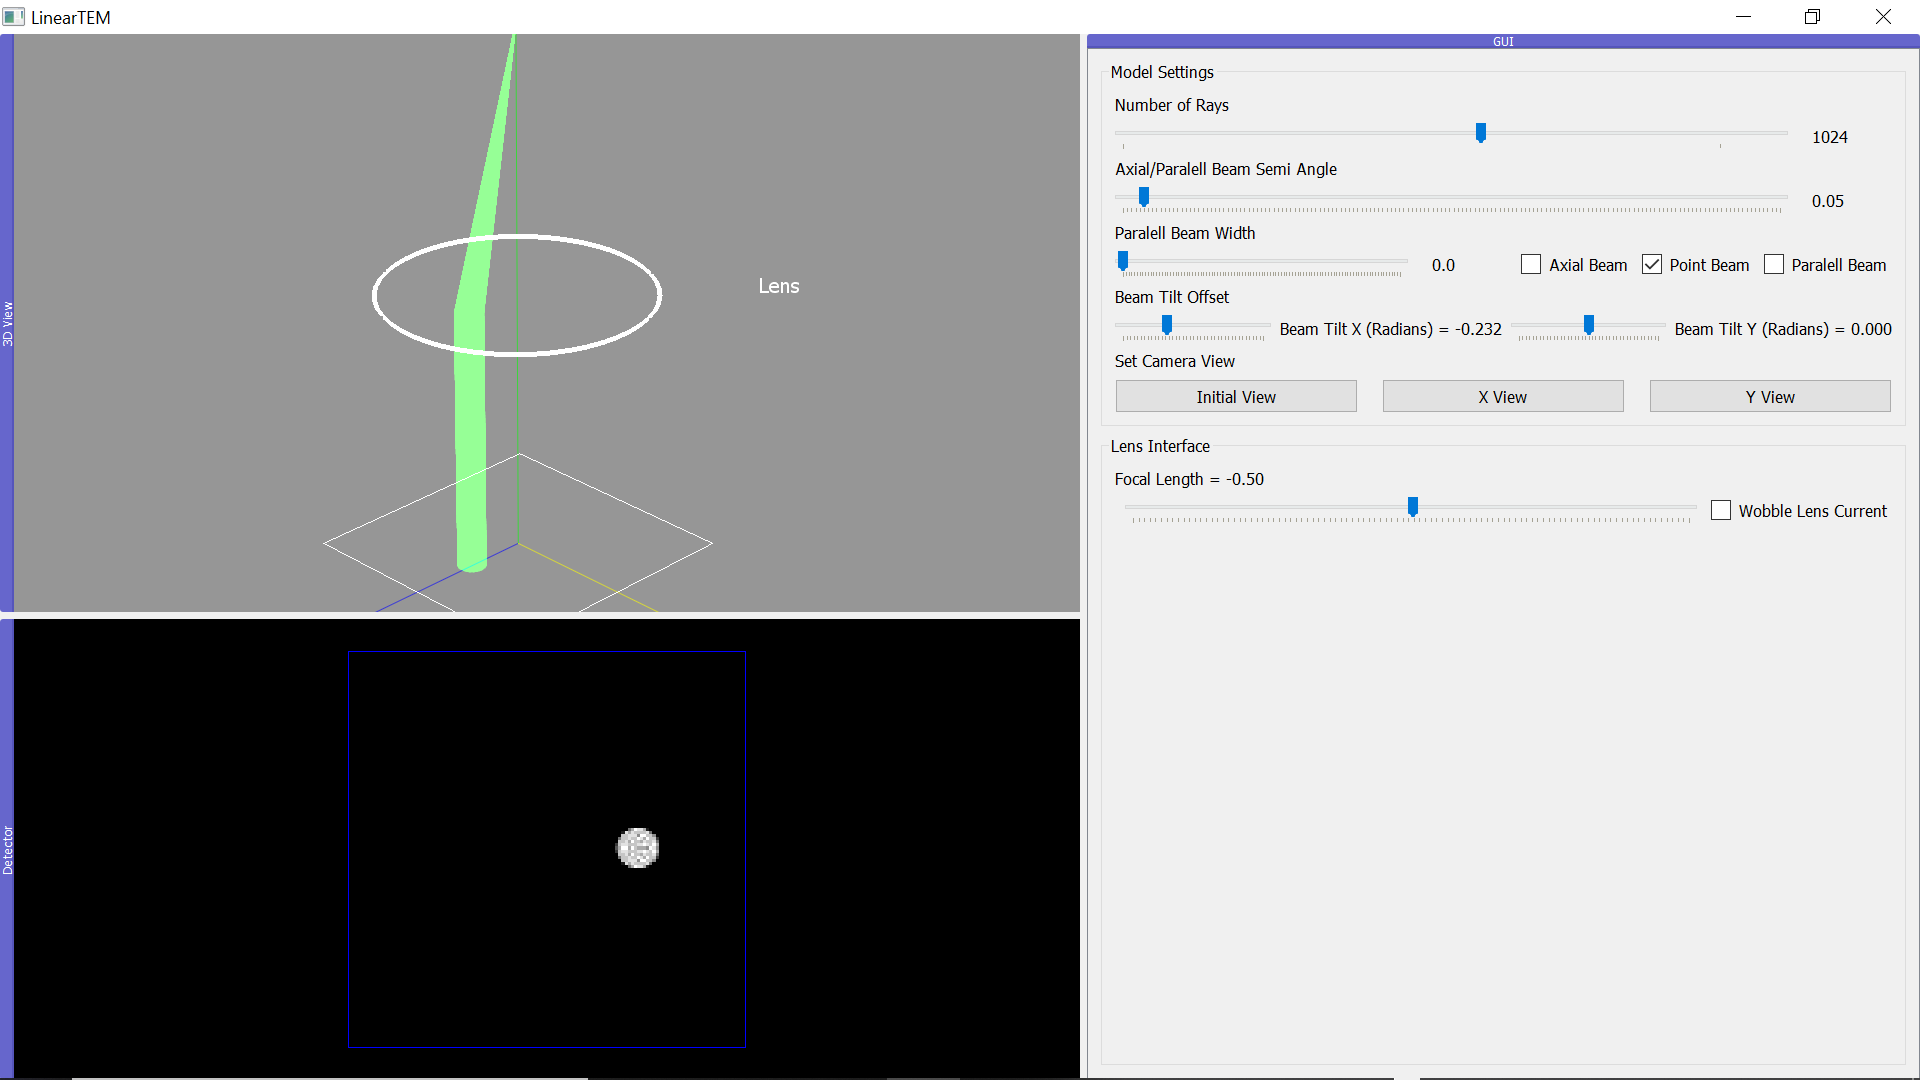 LinearTEM
3D View
Lens
Detector
GUI
Model Settings
Number of Rays
1024
Axial/Paralell Beam Semi Angle
0.05
Paralell Beam Width
0.0
Axial Beam
Point Beam
Paralell Beam
Beam Tilt Offset
Beam Tilt X (Radians) = -0.232
Beam Tilt Y (Radians) = 0.000
Set Camera View
Initial View
X View
Y View
Lens Interface
Focal Length = -0.50
Wobble Lens Current